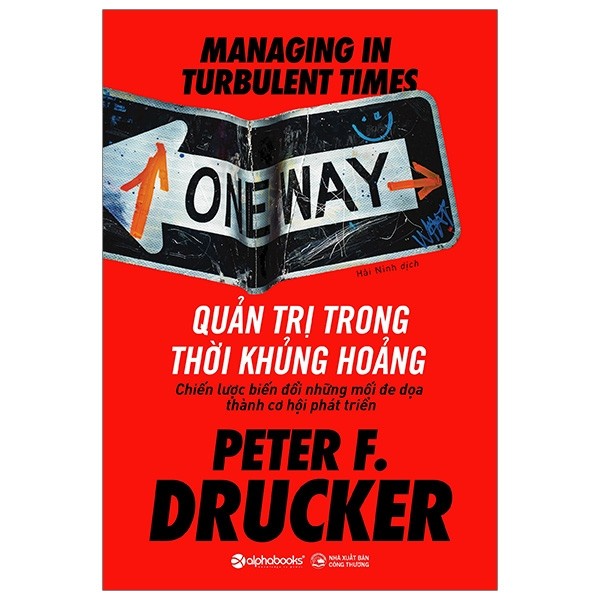 MANAGING IN
TURBULENT TIMES
ONE WAY
Hải Ninh dịch
QUẢN TRỊ TRONG
THỜI KHỦNG HOẢNG
Chiến lược biến đổi những mối đe dọa
thành cơ hội phát triển
PETER F.
DRUCKER
alphabooks
NHÀ XUẤT BẢN
CÔNG THƯƠNG